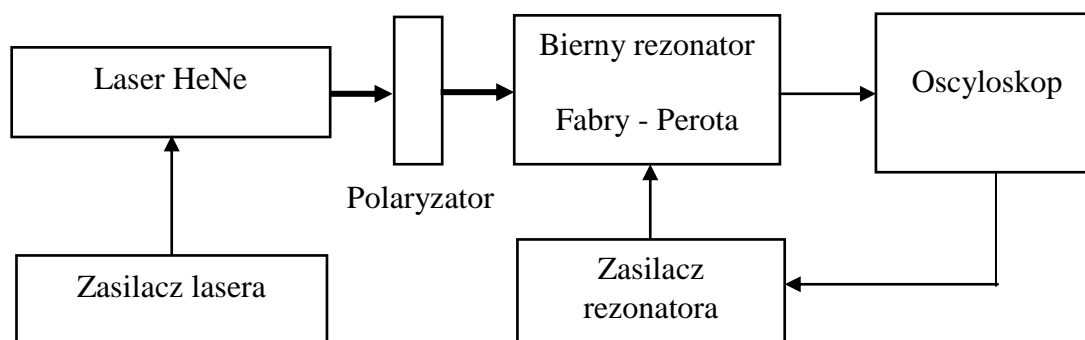 Laser HeNe
Polaryzator
Bierny rezonator
Fabry - Perota
Oscyloskop
Zasilacz lasera
Zasilacz
rezonatora